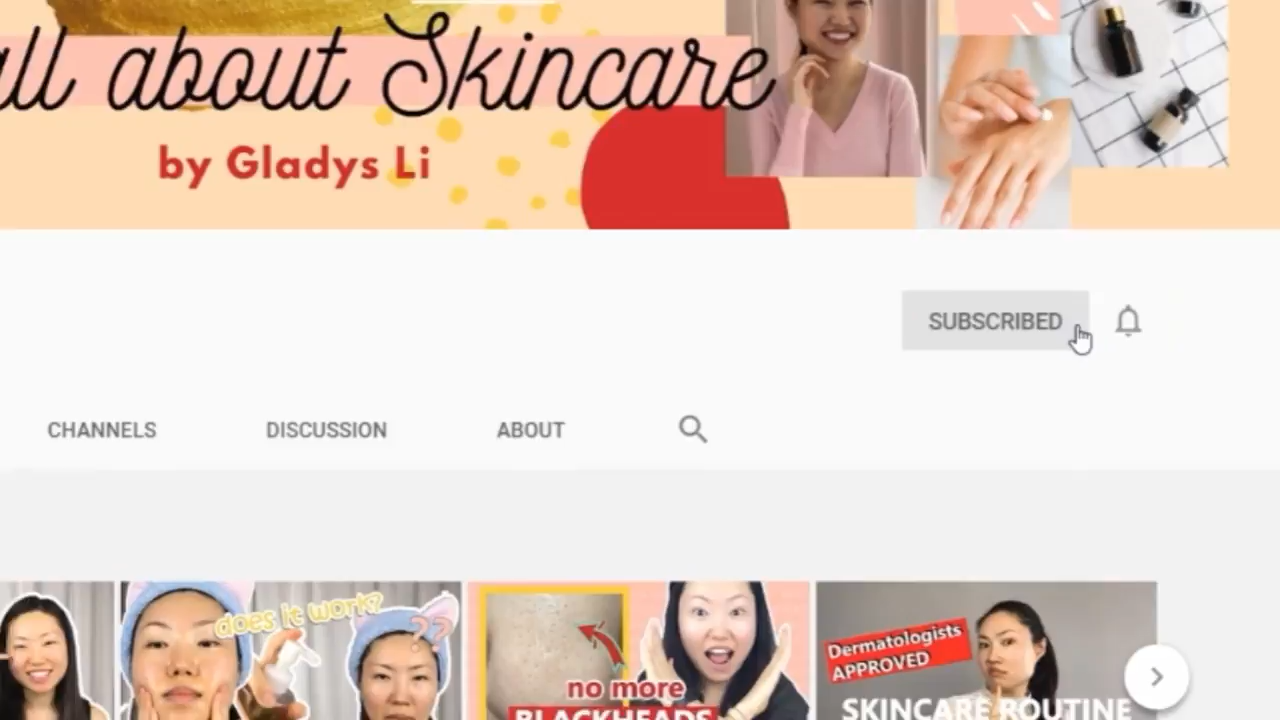 all about Skincare
by Gladys Li
SUBSCRIBED
CHANNELS
DISCUSSION
ABOUT
does it work?
??
no more
BLACKHEADS
Dermatologists
APPROVED
SKINCARE ROUTINE